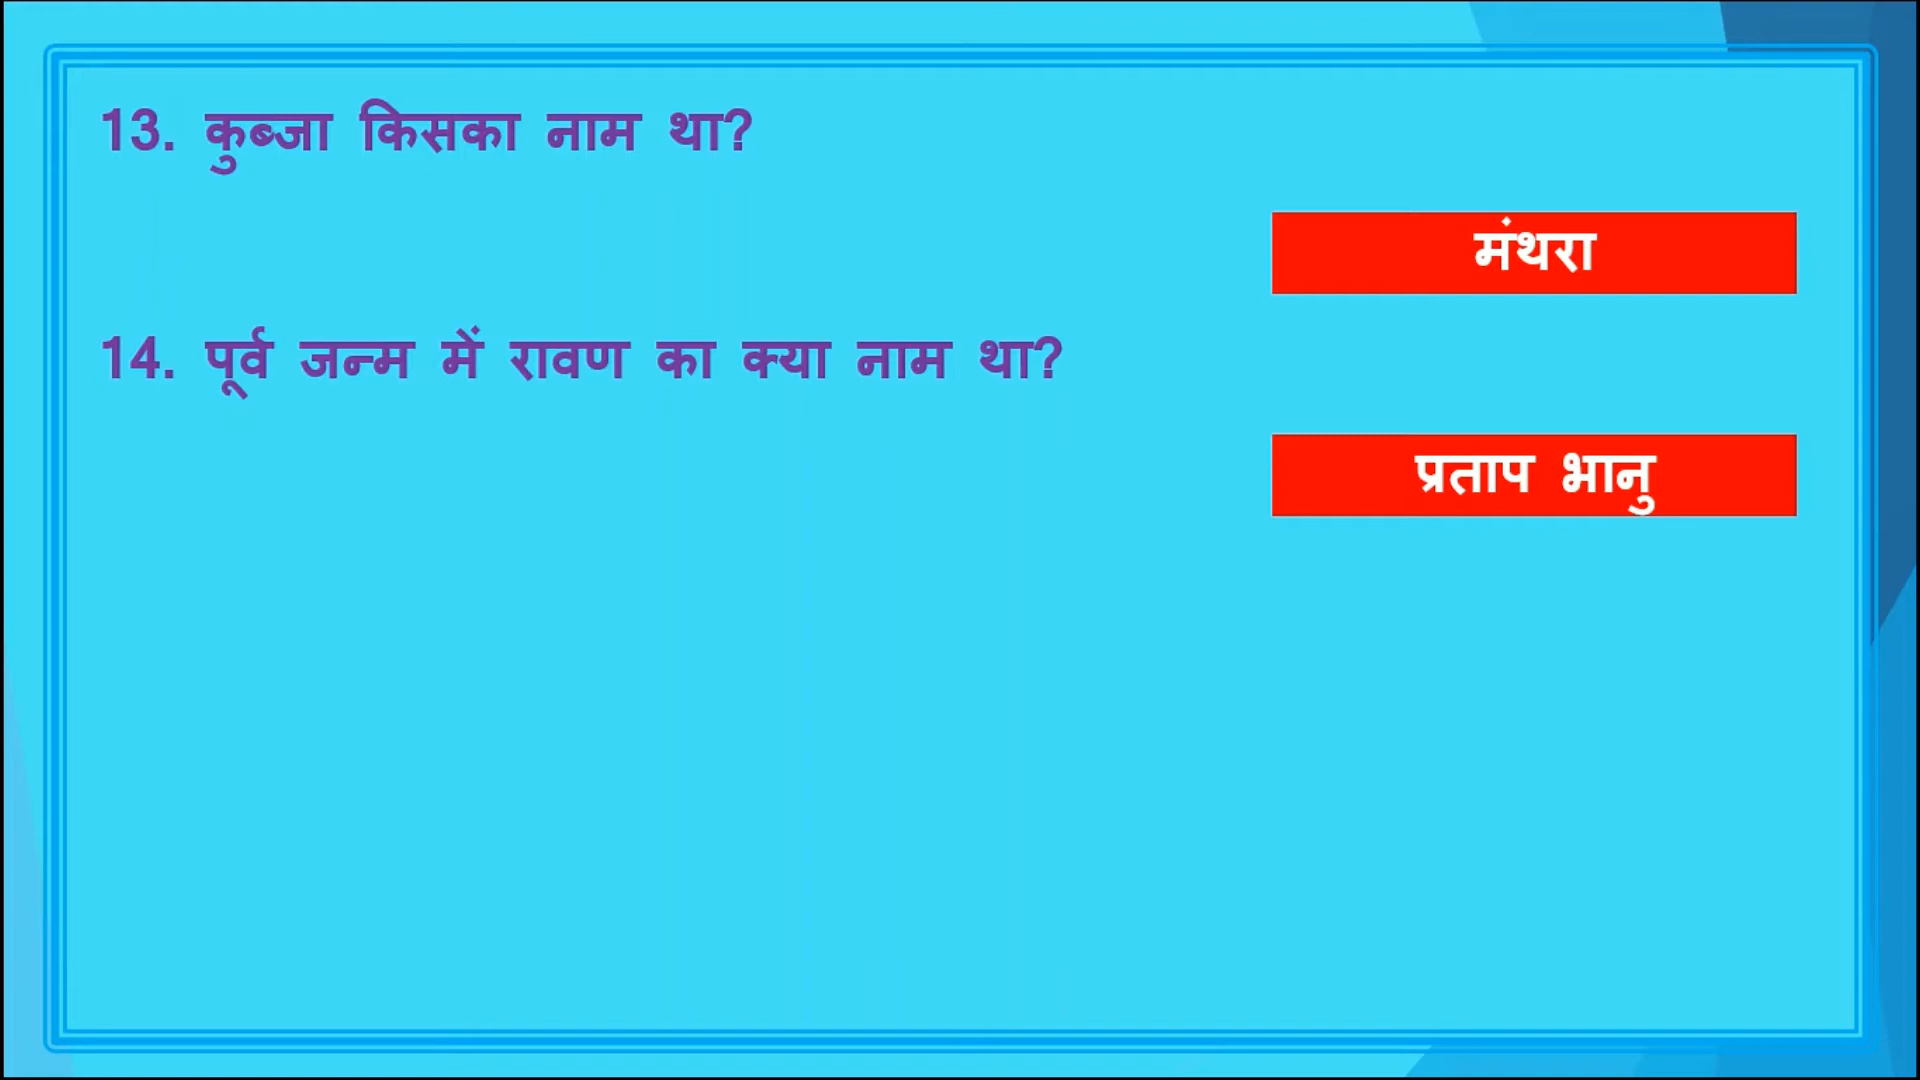 13. कुब्जा किसका नाम था?
मंथरा
14. पूर्व जन्म में रावण का क्या नाम था?
प्रताप भानु